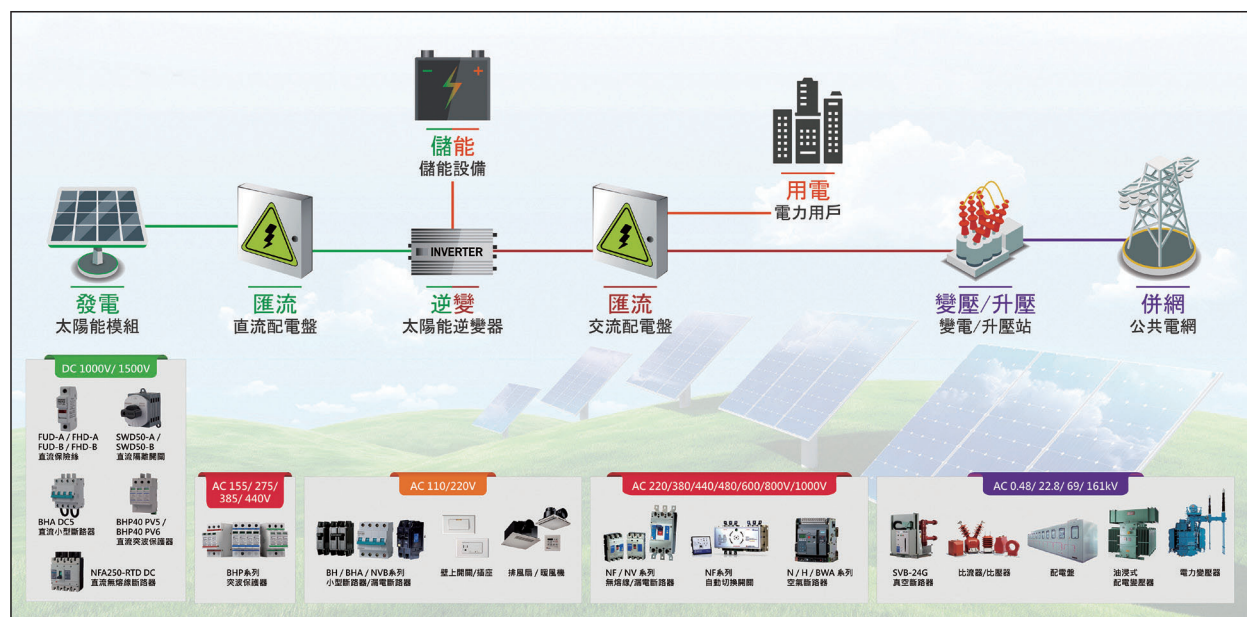 儲能
儲能設備
用電
電力用戶
INVERTER
發電
太陽能模組
匯流
直流配電盤
逆變
太陽能逆變器
匯流
交流配電盤
變壓/升壓
變電/升壓站
併網
公共電網
DC 1000V/ 1500V
FUD-A / FHD-A
FUD-B / FHD-B
直流保險絲
SWD50-A /
SWD50-B
直流隔離開關
BHA DC5
直流小型斷路器
BHP40 PV5 /
BHP40 PV6
直流突波保護器
NFA250-RTD DC
直流無熔線斷路器
AC 155/ 275/
385/ 440V
BHP系列
突波保護器
AC 110/220V
BH / BHA / NVB系列
小型斷路器/漏電斷路器
壁上開關/插座
排風扇 / 暖風機
AC 220/380/440/480/600/800V/1000V
NF / NV 系列
無熔線/漏電斷路器
NF系列
自動切換開關
N / H / BWA 系列
空氣斷路器
AC 0.48/ 22.8/ 69/ 161kV
SVB-24G
真空斷路器
比流器/比壓器
配電盤
油浸式
配電變壓器
電力變壓器